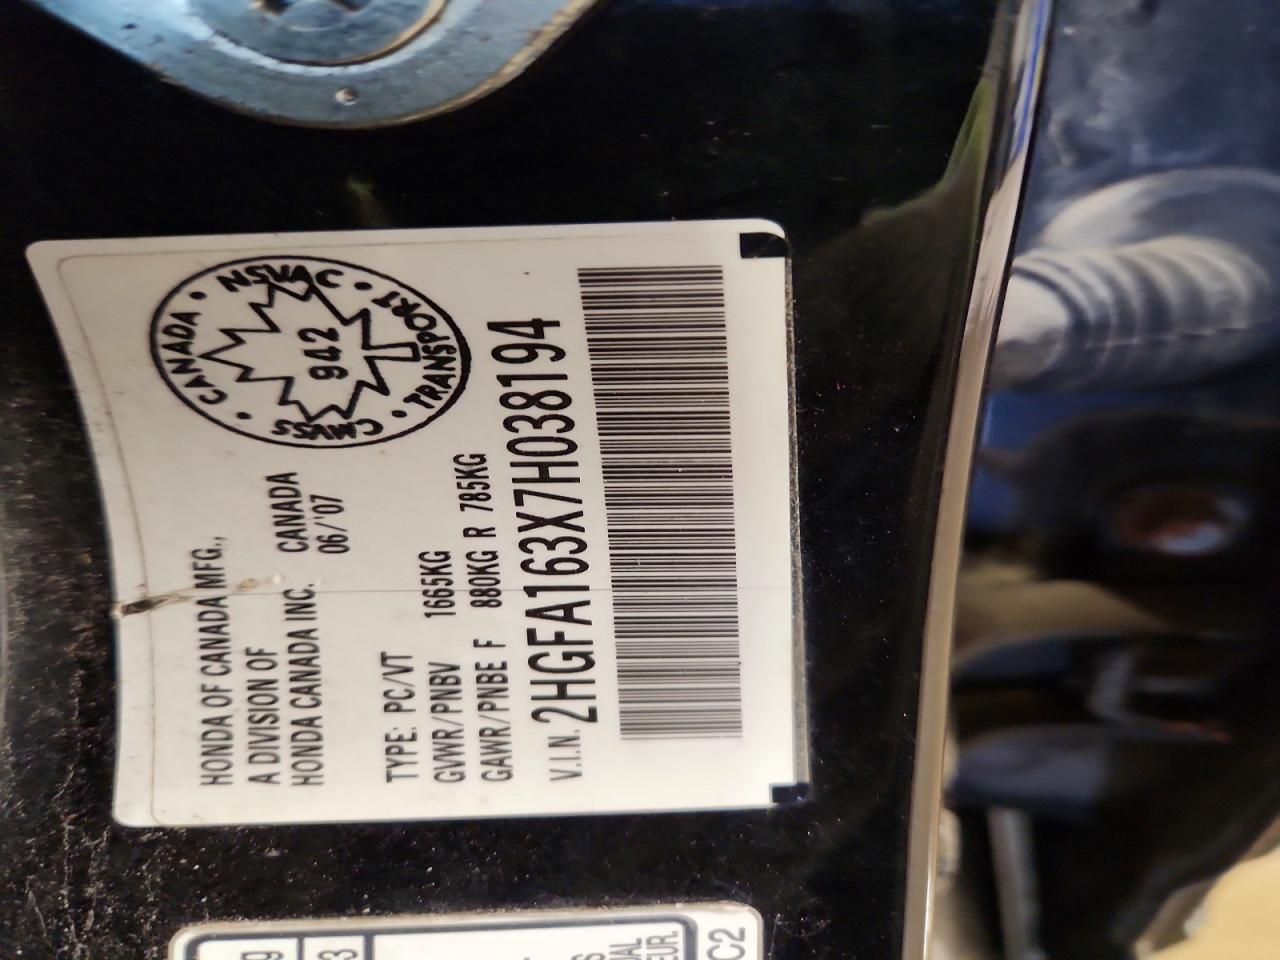 HONDA OF CANADA MFG.,
A DIVISION OF
HONDA CANADA INC. CANADA
06/'07
CANADA • NSVAC • TRANSPORT • CMVSS •
942
TYPE: PC/VT
GVWR/PNBV 1665KG
GAWR/PNBE F 880KG R 785KG
V.I.N. 2HGFA163X7H038194
C2